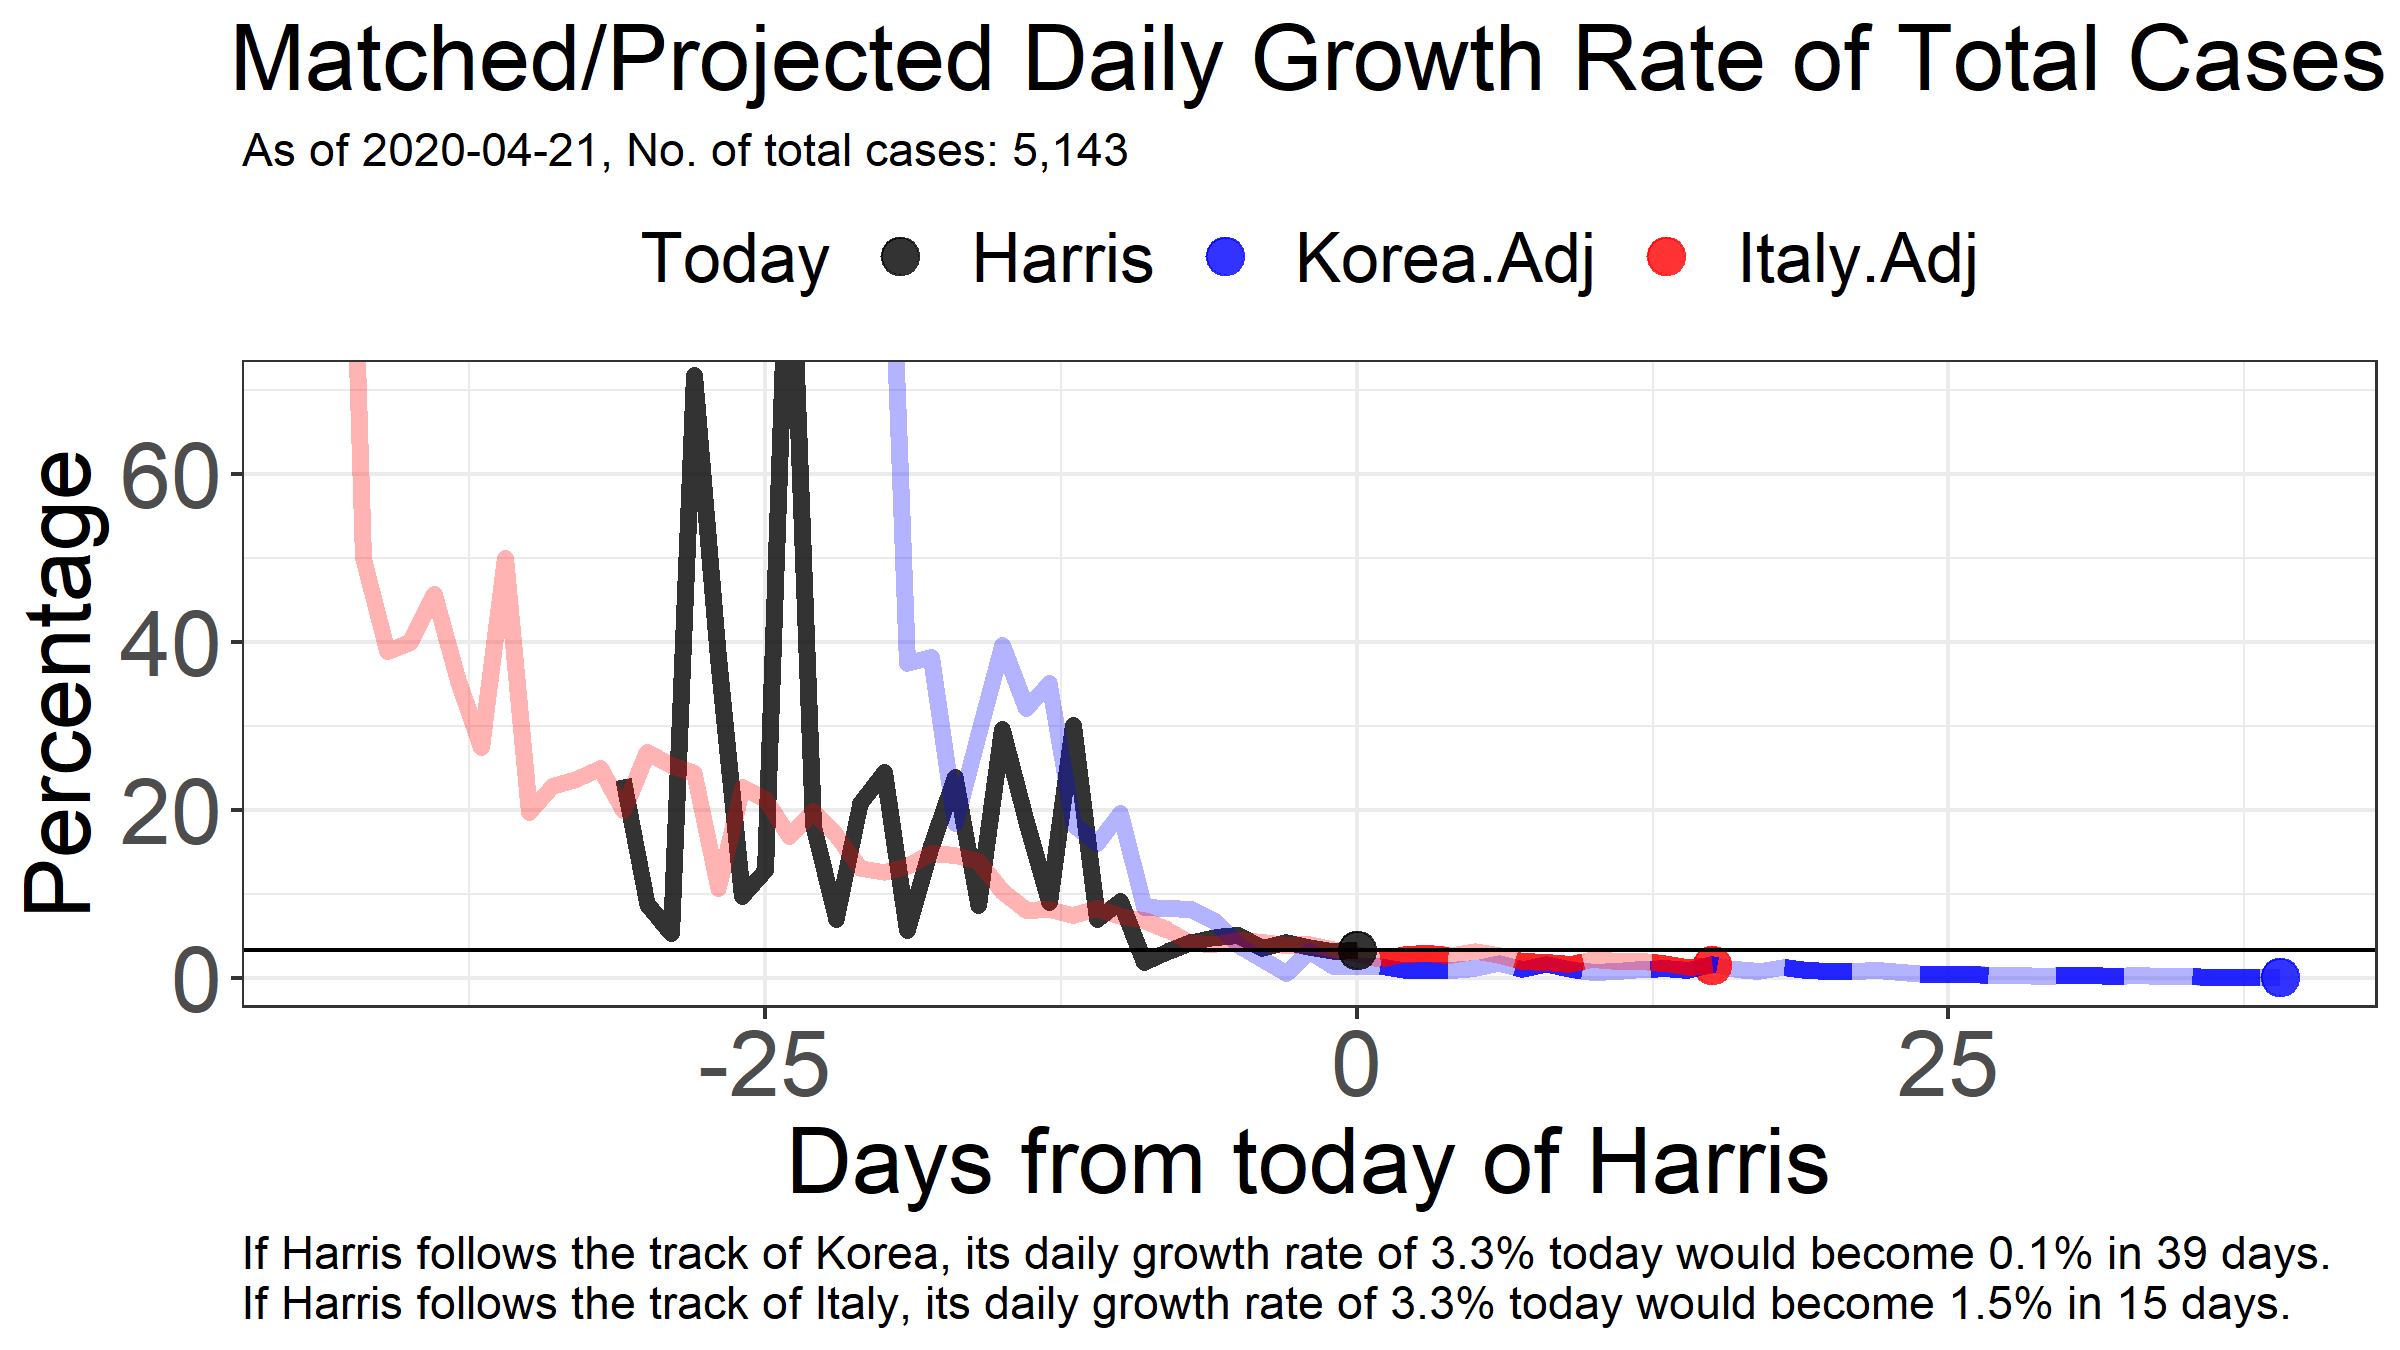 Matched/Projected Daily Growth Rate of Total Cases
As of 2020-04-21, No. of total cases: 5,143
Today Harris Korea.Adj Italy.Adj
Percentage
60
40
20
0
-25 0 25
Days from today of Harris
If Harris follows the track of Korea, its daily growth rate of 3.3% today would become 0.1% in 39 days.
If Harris follows the track of Italy, its daily growth rate of 3.3% today would become 1.5% in 15 days.